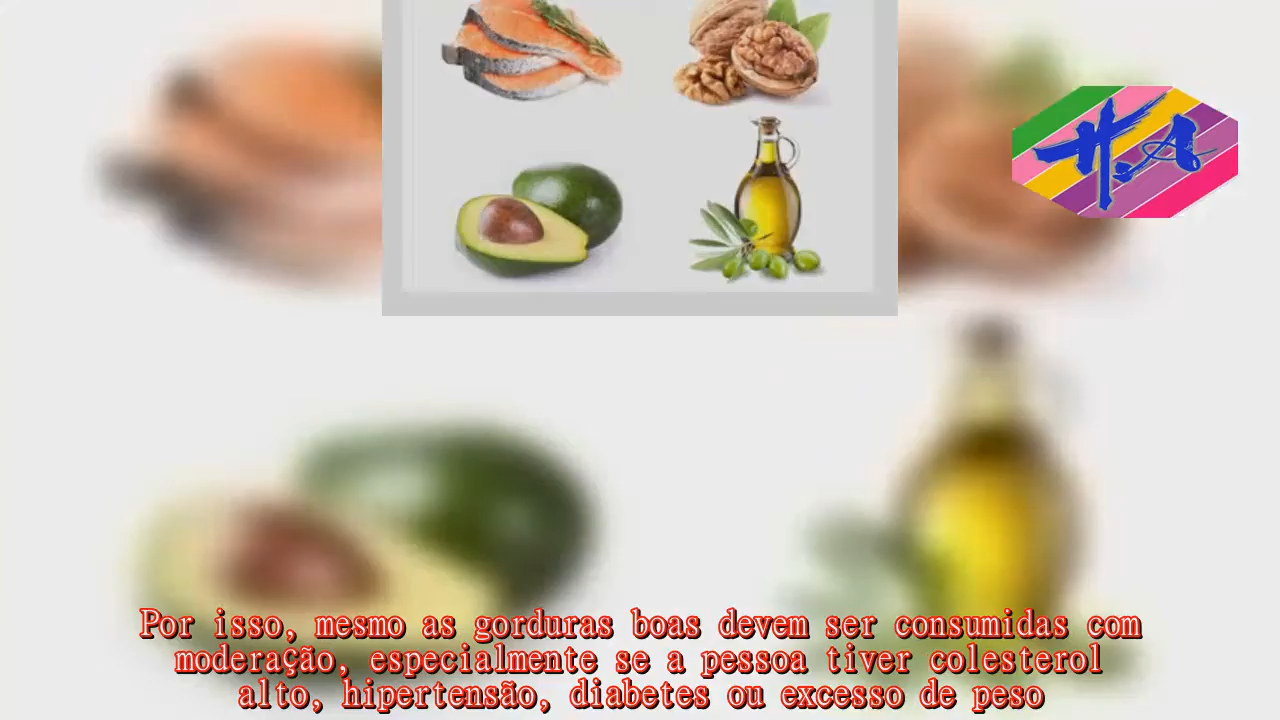 H.A
Por isso, mesmo as gorduras boas devem ser consumidas com
moderação, especialmente se a pessoa tiver colesterol
alto, hipertensão, diabetes ou excesso de peso